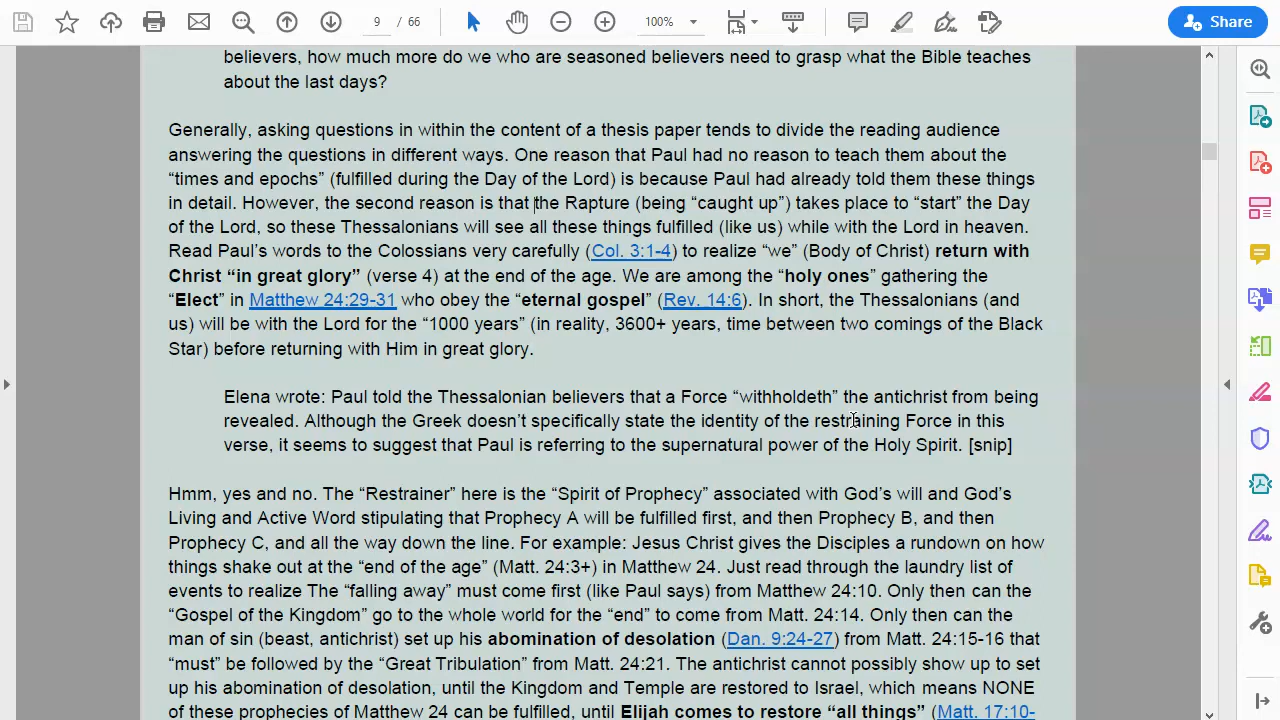 9 / 66
100%
Share
believers, how much more do we who are seasoned believers need to grasp what the Bible teaches
about the last days?
Generally, asking questions in within the content of a thesis paper tends to divide the reading audience
answering the questions in different ways. One reason that Paul had no reason to teach them about the
“times and epochs” (fulfilled during the Day of the Lord) is because Paul had already told them these things
in detail. However, the second reason is that the Rapture (being “caught up”) takes place to “start” the Day
of the Lord, so these Thessalonians will see all these things fulfilled (like us) while with the Lord in heaven.
Read Paul’s words to the Colossians very carefully (Col. 3:1-4) to realize “we” (Body of Christ) return with
Christ “in great glory” (verse 4) at the end of the age. We are among the “holy ones” gathering the
“Elect” in Matthew 24:29-31 who obey the “eternal gospel” (Rev. 14:6). In short, the Thessalonians (and
us) will be with the Lord for the “1000 years” (in reality, 3600+ years, time between two comings of the Black
Star) before returning with Him in great glory.
Elena wrote: Paul told the Thessalonian believers that a Force “withholdeth” the antichrist from being
revealed. Although the Greek doesn’t specifically state the identity of the restraining Force in this
verse, it seems to suggest that Paul is referring to the supernatural power of the Holy Spirit. [snip]
Hmm, yes and no. The “Restrainer” here is the “Spirit of Prophecy” associated with God’s will and God’s
Living and Active Word stipulating that Prophecy A will be fulfilled first, and then Prophecy B, and then
Prophecy C, and all the way down the line. For example: Jesus Christ gives the Disciples a rundown on how
things shake out at the “end of the age” (Matt. 24:3+) in Matthew 24. Just read through the laundry list of
events to realize The “falling away” must come first (like Paul says) from Matthew 24:10. Only then can the
“Gospel of the Kingdom” go to the whole world for the “end” to come from Matt. 24:14. Only then can the
man of sin (beast, antichrist) set up his abomination of desolation (Dan. 9:24-27) from Matt. 24:15-16 that
“must” be followed by the “Great Tribulation” from Matt. 24:21. The antichrist cannot possibly show up to set
up his abomination of desolation, until the Kingdom and Temple are restored to Israel, which means NONE
of these prophecies of Matthew 24 can be fulfilled, until Elijah comes to restore “all things” (Matt. 17:10-